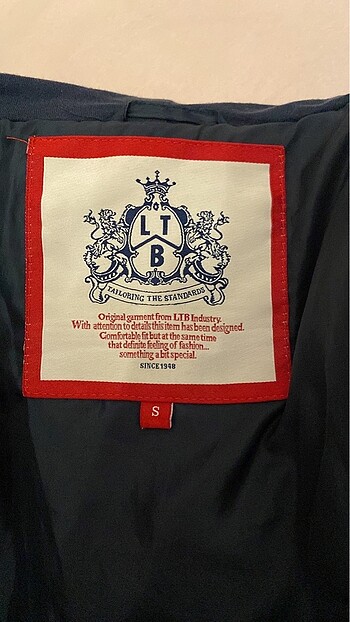 L T
B
TAILORING THE STANDARDS
Original garment from LTB Industry.
With attention to details this item has been designed.
Comfortable fit but at the same time
that definite feeling of fashion...
something a bit special.
SINCE 1948
S